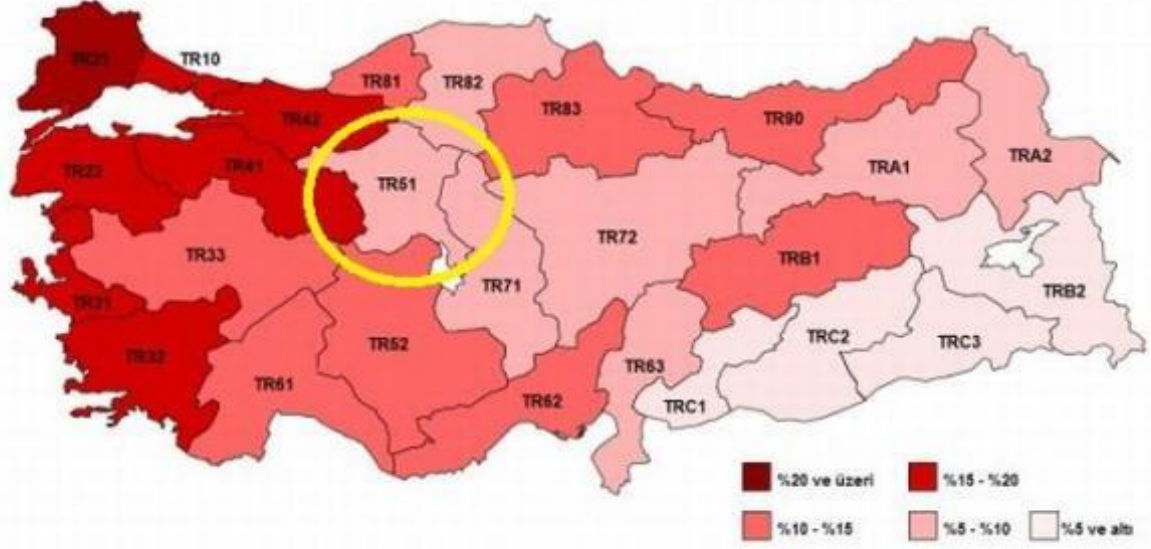 TR21
TR10
TR81
TR82
TR42
TR83
TR90
TR22
TR41
TR51
TRA1
TRA2
TR33
TR72
TRB1
TR71
TRB2
TR31
TR32
TR52
TRC2
TRC3
TR61
TR63
TR62
TRC1
%20 ve üzeri
%15 - %20
%10 - %15
%5 - %10
%5 ve altı